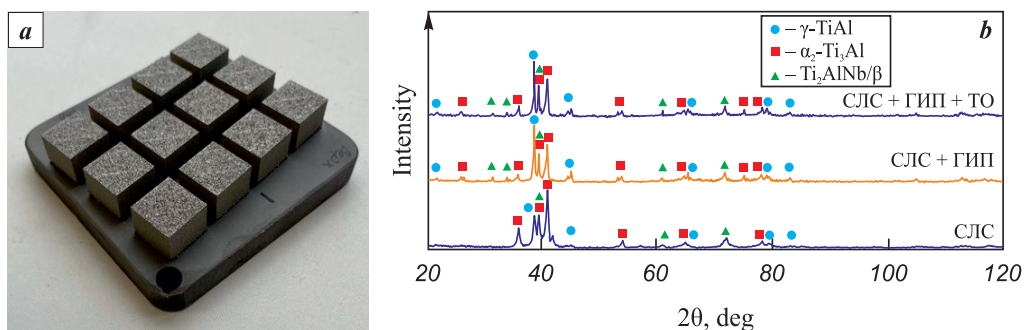 a
b
Intensity
– γ-TiAl
– α₂-Ti₃Al
– Ti₂AlNb/β
СЛС + ГИП + ТО
СЛС + ГИП
СЛС
20
40
60
80
100
120
2θ, deg